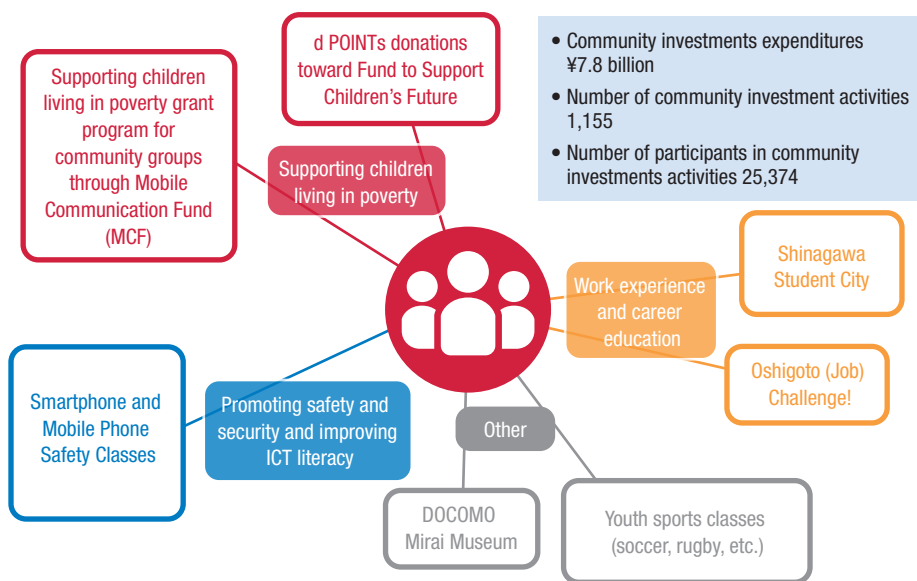 Supporting children
living in poverty grant
program for
community groups
through Mobile
Communication Fund
(MCF)
d POINTs donations
toward Fund to Support
Children’s Future
Supporting children
living in poverty
• Community investments expenditures
¥7.8 billion
• Number of community investment activities
1,155
• Number of participants in community
investments activities 25,374
Work experience
and career
education
Shinagawa
Student City
Oshigoto (Job)
Challenge!
Smartphone and
Mobile Phone
Safety Classes
Promoting safety and
security and improving
ICT literacy
Other
DOCOMO
Mirai Museum
Youth sports classes
(soccer, rugby, etc.)